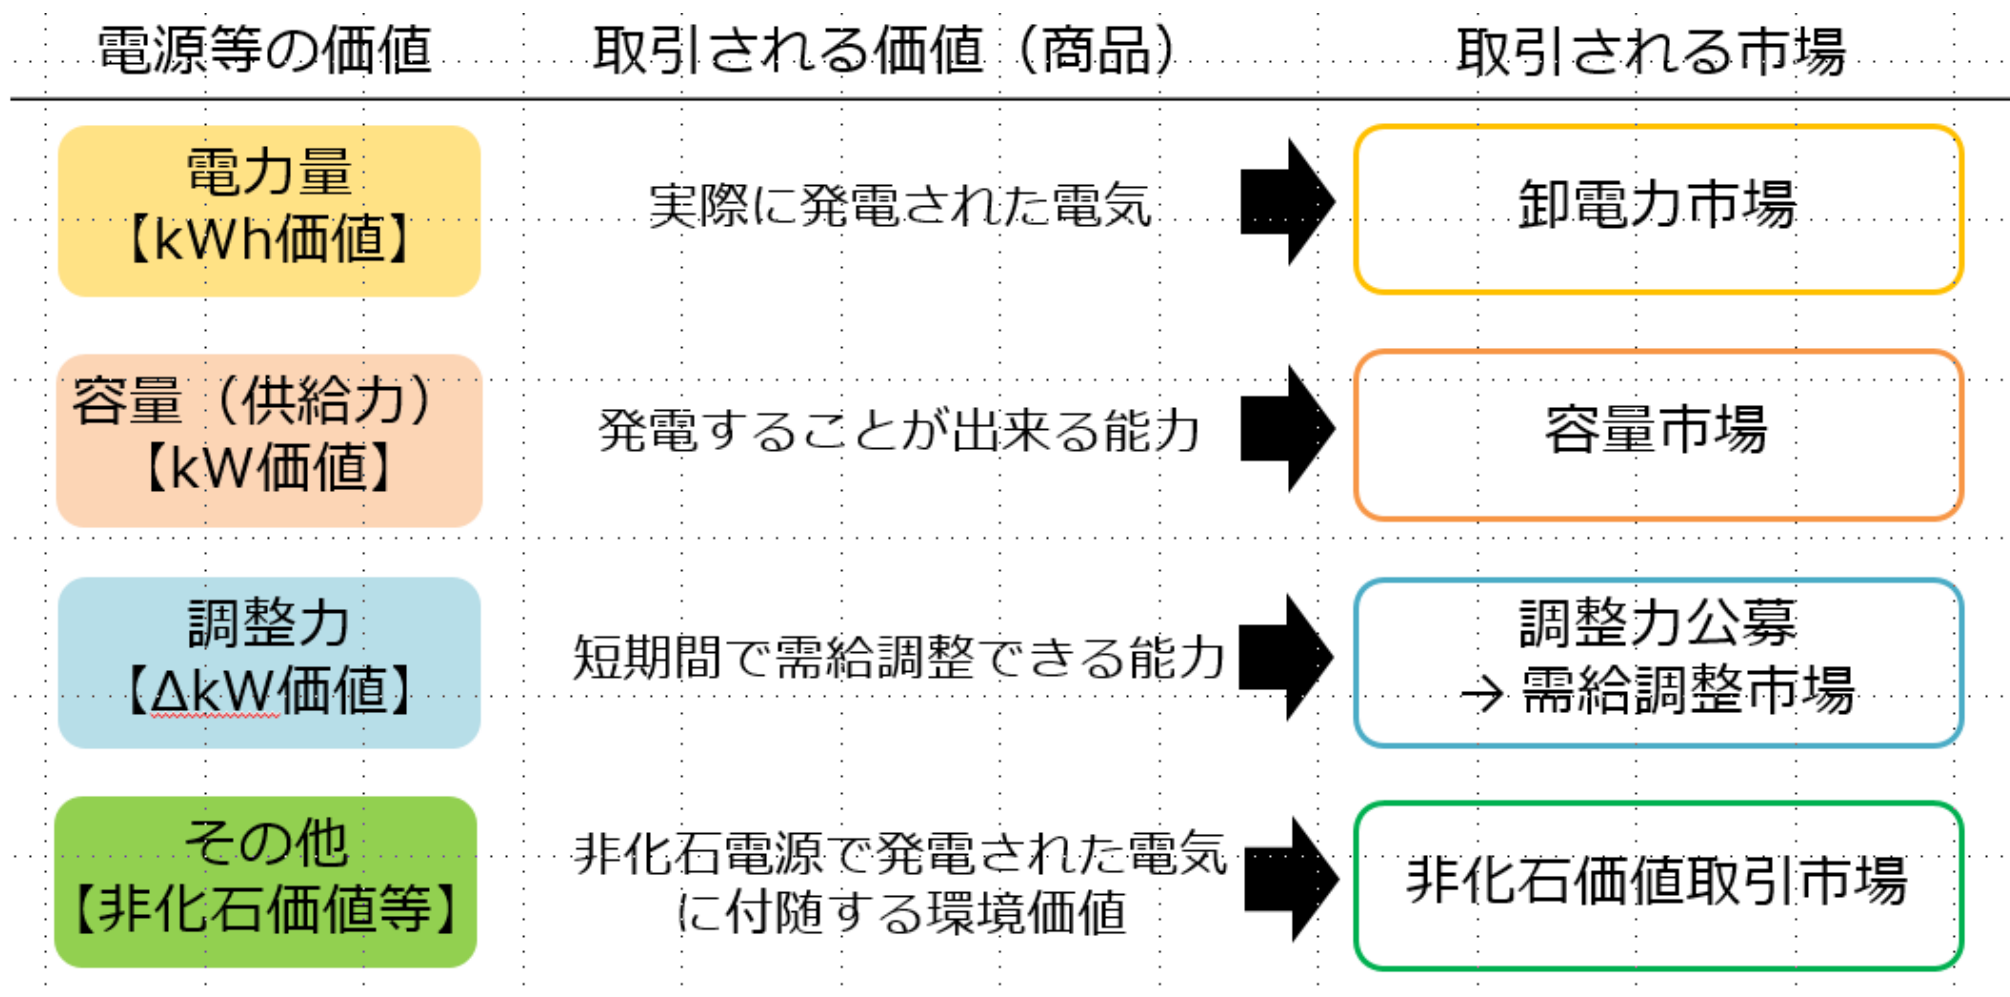 電源等の価値
取引される価値（商品）
取引される市場
電力量
【kWh価値】
実際に発電された電気
卸電力市場
容量（供給力）
【kW価値】
発電することが出来る能力
容量市場
調整力
【ΔkW価値】
短期間で需給調整できる能力
調整力公募
→ 需給調整市場
その他
【非化石価値等】
非化石電源で発電された電気
に付随する環境価値
非化石価値取引市場